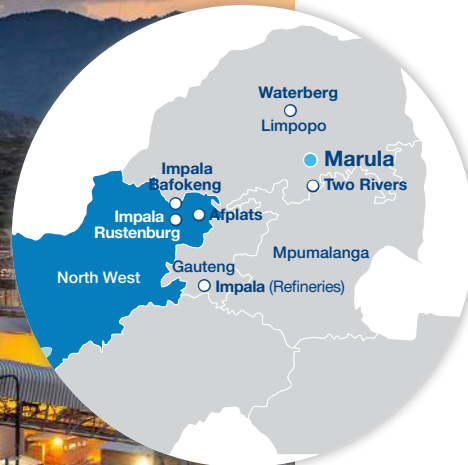 Waterberg
Limpopo
Marula
Two Rivers
Impala
Bafokeng
Afplats
Impala
Rustenburg
Mpumalanga
Gauteng
North West
Impala (Refineries)